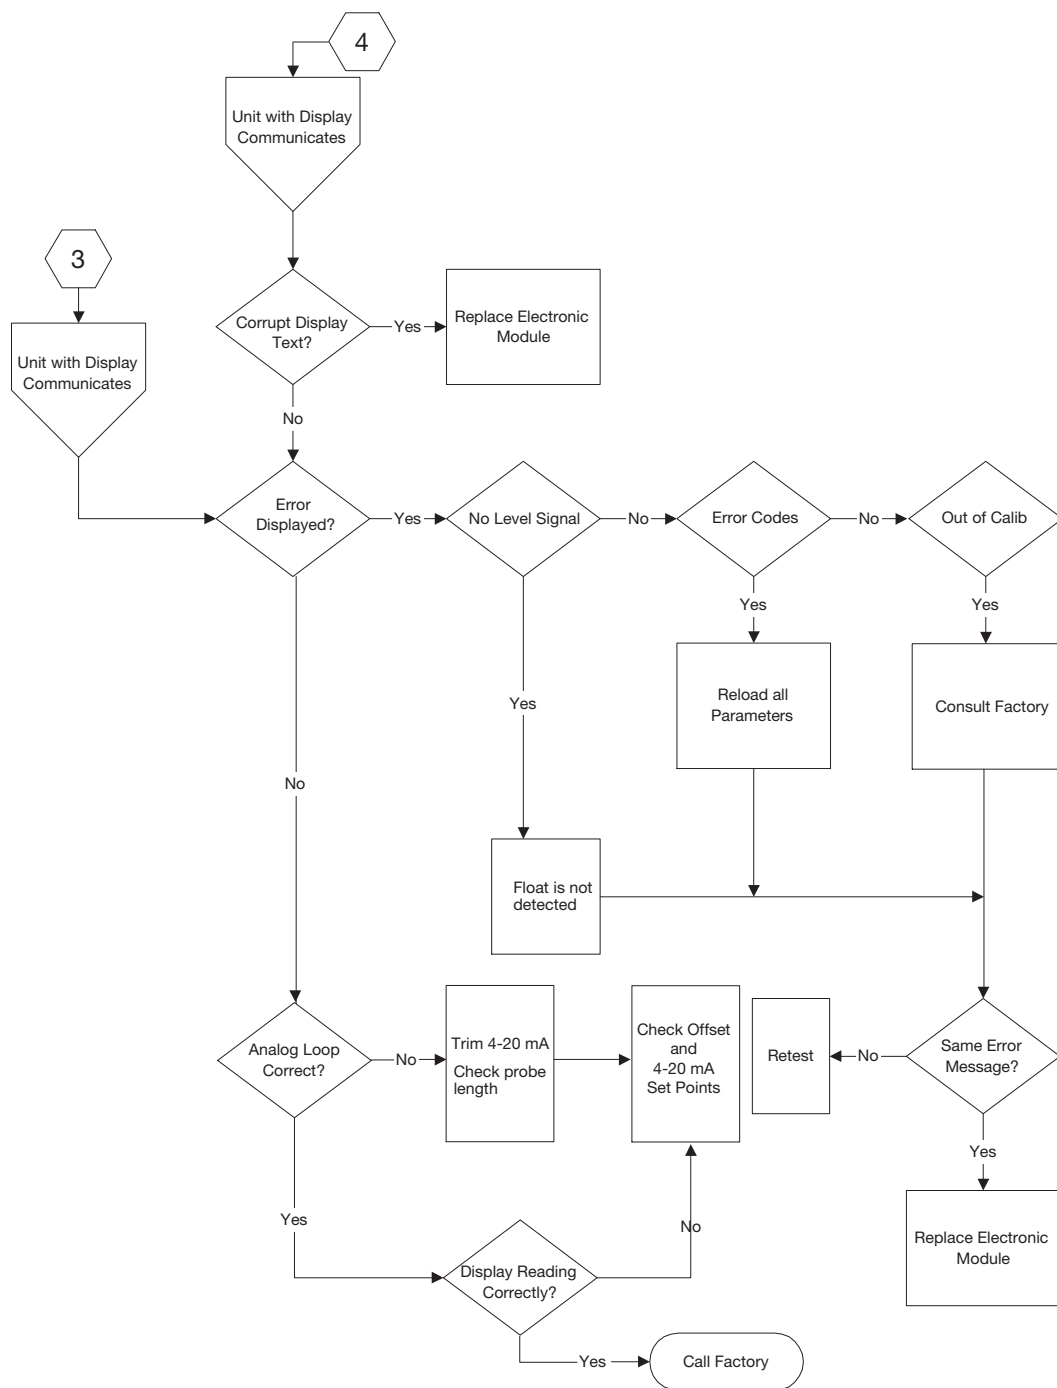 4
Unit with Display
Communicates
3
Unit with Display
Communicates
Corrupt Display
Text?
Yes
Replace Electronic
Module
No
Error
Displayed?
Yes
No Level Signal
No
Error Codes
No
Out of Calib
Yes
Yes
Yes
Reload all
Parameters
Consult Factory
No
Float is not
detected
Analog Loop
Correct?
No
Trim 4-20 mA
Check probe
length
Check Offset
and
4-20 mA
Set Points
Retest
No
Same Error
Message?
Yes
Yes
No
Replace Electronic
Module
Display Reading
Correctly?
Yes
Call Factory